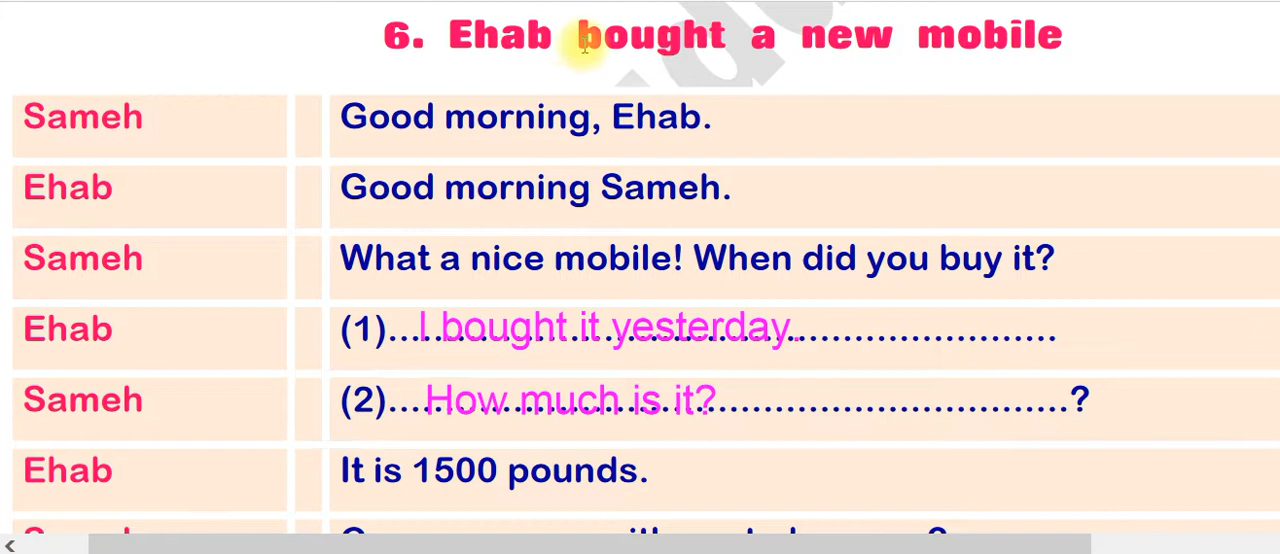 6. Ehab bought a new mobile
Sameh Good morning, Ehab.
Ehab Good morning Sameh.
Sameh What a nice mobile! When did you buy it?
Ehab (1)....I bought it yesterday.................................
Sameh (2)....How much is it?.......................................?
Ehab It is 1500 pounds.